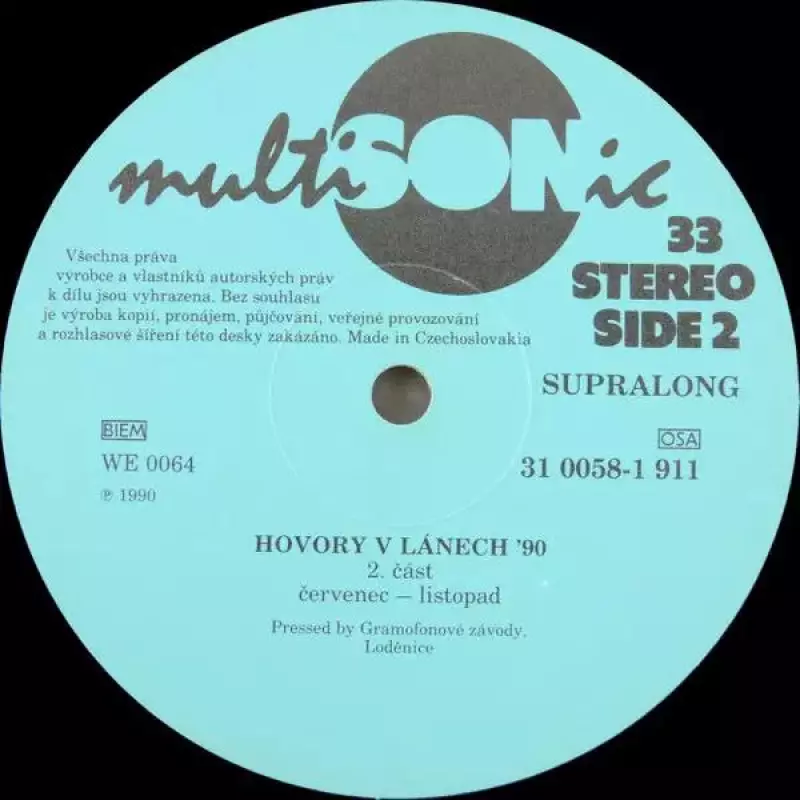 multiSONic
33
STEREO
SIDE 2
Všechna práva
výrobce a vlastníků autorských práv
k dílu jsou vyhrazena. Bez souhlasu
je výroba kopií, pronájem, půjčování, veřejné provozování
a rozhlasové šíření této desky zakázáno. Made in Czechoslovakia
SUPRALONG
BIEM
WE 0064
℗ 1990
OSA
31 0058-1 911
HOVORY V LÁNECH '90
2. část
červenec – listopad
Pressed by Gramofonové závody,
Loděnice